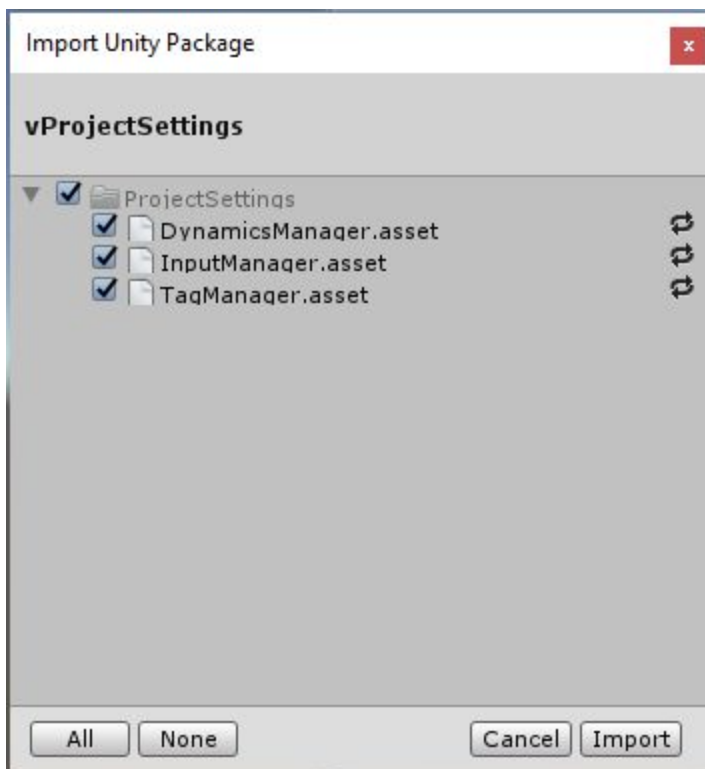 Import Unity Package
x
vProjectSettings
ProjectSettings
DynamicsManager.asset
InputManager.asset
TagManager.asset
All None Cancel Import